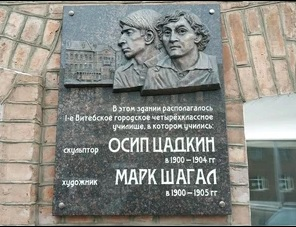 В этом здании располагалось
I-е Витебское городское четырёхклассное
училище, в котором учились:
скульптор ОСИП ЦАДКИН
в 1900 – 1904 гг
художник МАРК ШАГАЛ
в 1900 – 1905 гг